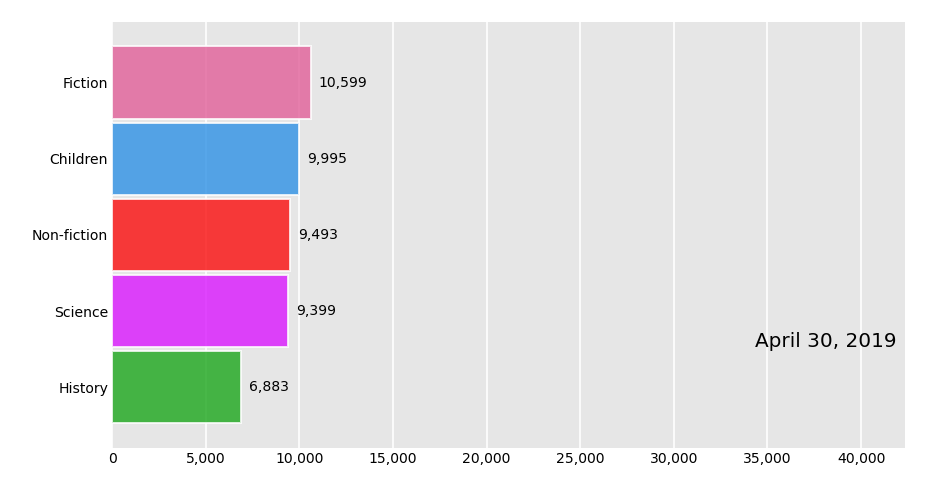 Fiction 10,599
Children 9,995
Non-fiction 9,493
Science 9,399
April 30, 2019
History 6,883
0 5,000 10,000 15,000 20,000 25,000 30,000 35,000 40,000